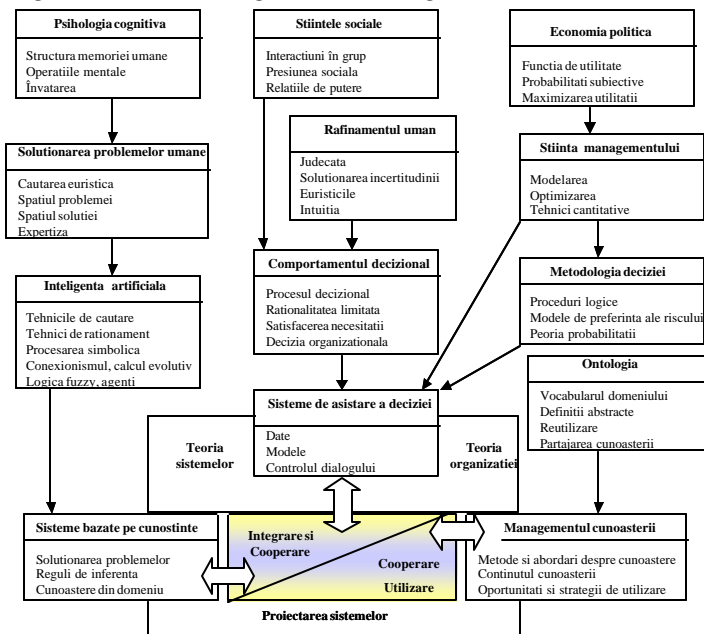 Psihologia cognitiva
Structura memoriei umane
Operatiile mentale
Învatarea
Stiintele sociale
Interactiuni în grup
Presiunea sociala
Relatiile de putere
Economia politica
Functia de utilitate
Probabilitati subiective
Maximizarea utilitatii
Rafinamentul uman
Judecata
Solutionarea incertitudinii
Euristicile
Intuitia
Solutionarea problemelor umane
Cautarea euristica
Spatiul problemei
Spatiul solutiei
Expertiza
Stiinta managementului
Modelarea
Optimizarea
Tehnici cantitative
Inteligenta artificiala
Tehnicile de cautare
Tehnici de rationament
Procesarea simbolica
Conexionismul, calcul evolutiv
Logica fuzzy, agenti
Comportamentul decizional
Procesul decizional
Rationalitatea limitata
Satisfacerea necesitatii
Decizia organizationala
Metodologia deciziei
Proceduri logice
Modele de preferinta ale riscului
Peoria probabilitatii
Ontologia
Vocabularul domeniului
Definitii abstracte
Reutilizare
Partajarea cunoasterii
Sisteme de asistare a deciziei
Date
Modele
Controlul dialogului
Teoria
sistemelor
Teoria
organizatiei
Sisteme bazate pe cunostinte
Solutionarea problemelor
Reguli de inferenta
Cunoastere din domeniu
Integrare si
Cooperare
Cooperare
Utilizare
Managementul cunoasterii
Metode si abordari despre cunoastere
Continutul cunoasterii
Oportunitati si strategii de utilizare
Proiectarea sistemelor